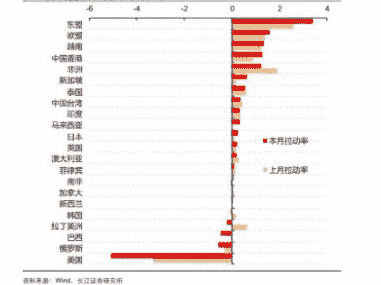 -6 -4 -2 0 2 4
东盟
欧盟
越南
中国香港
非洲
新加坡
泰国
中国台湾
印度
马来西亚
日本
英国
澳大利亚
菲律宾
南非
加拿大
新西兰
韩国
拉丁美洲
巴西
俄罗斯
美国
本月拉动率
上月拉动率
资料来源:Wind,长江证券研究所